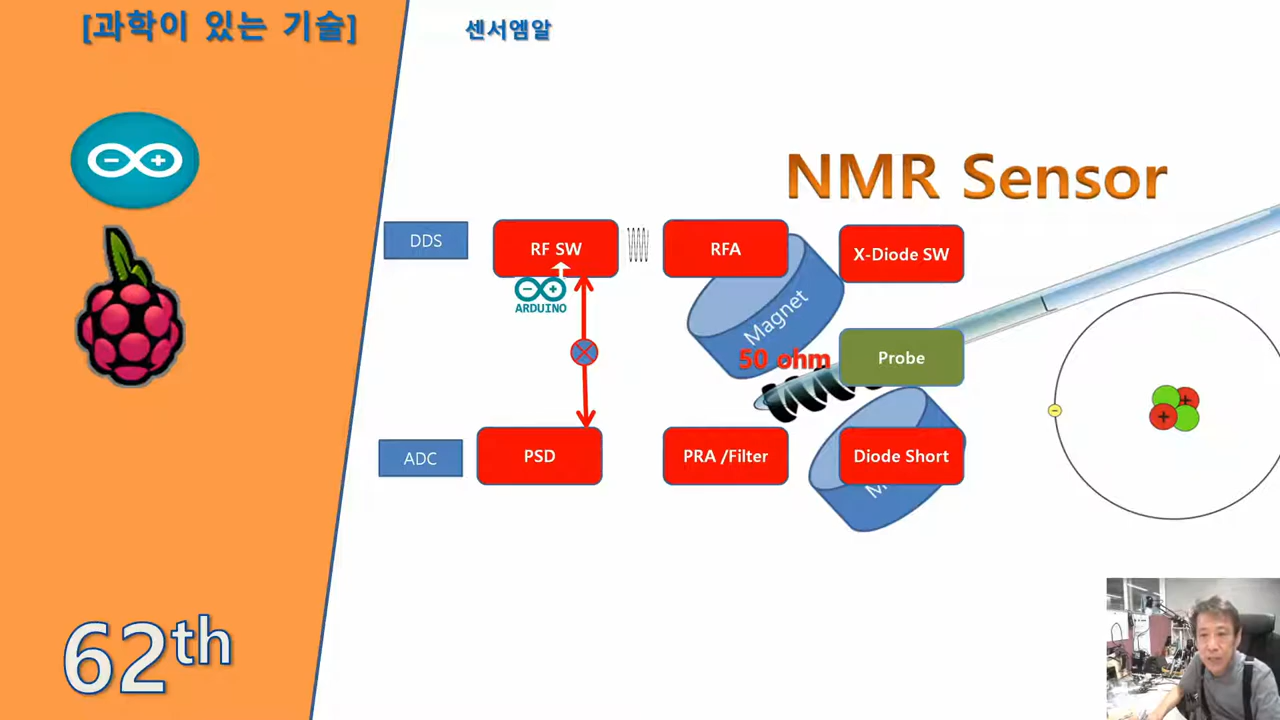 [과학이 있는 기술]
센서엠알
NMR Sensor
DDS
RF SW
RFA
X-Diode SW
ARDUINO
Magnet
50 ohm
Probe
ADC
PSD
PRA /Filter
Diode Short
62th